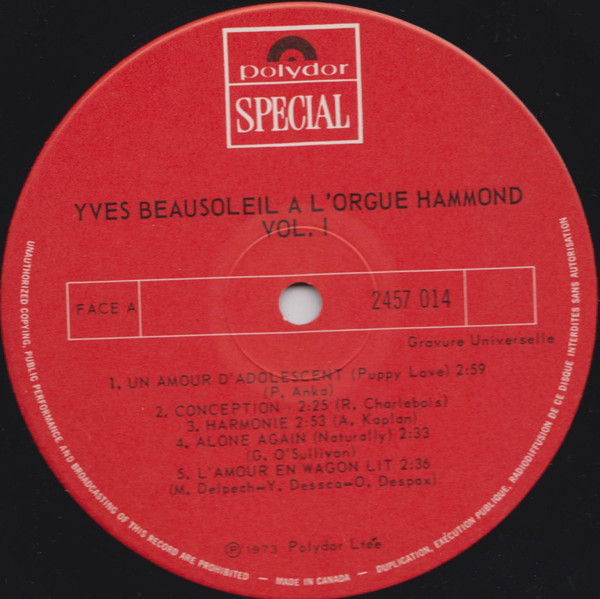 polydor
SPECIAL
YVES BEAUSOLEIL A L'ORGUE HAMMOND
VOL. I
FACE A
2457 014
Gravure Universelle
1. UN AMOUR D'ADOLESCENT (Puppy Love) 2:59
(P. Anka)
2. CONCEPTION 2:25 (R. Charlebois)
3. HARMONIE 2:53 (A. Kaplan)
4. ALONE AGAIN (Naturally) 2:33
(G. O'Sullivan)
5. L'AMOUR EN WAGON LIT 2:36
(M. Delpech-Y. Dessca-O. Despax)
Ⓟ 1973 Polydor Ltée
UNAUTHORIZED COPYING, PUBLIC PERFORMANCE AND BROADCASTING OF THIS RECORD ARE PROHIBITED — MADE IN CANADA — DUPLICATION, EXÉCUTION PUBLIQUE, RADIODIFFUSION DE CE DISQUE INTERDITES SANS AUTORISATION